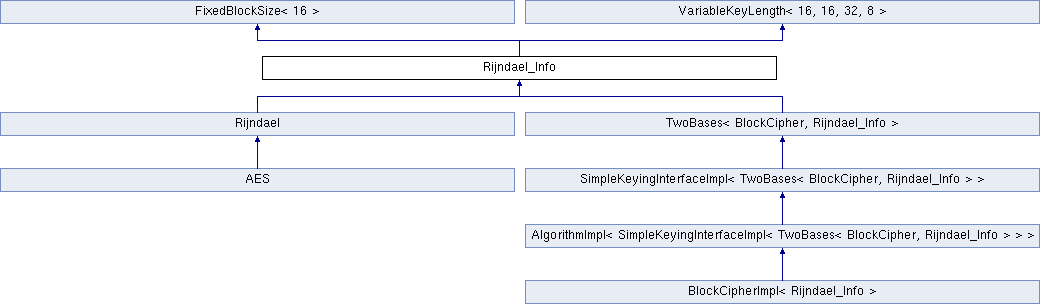 FixedBlockSize< 16 >
VariableKeyLength< 16, 16, 32, 8 >
Rijndael_Info
Rijndael
TwoBases< BlockCipher, Rijndael_Info >
AES
SimpleKeyingInterfaceImpl< TwoBases< BlockCipher, Rijndael_Info > >
AlgorithmImpl< SimpleKeyingInterfaceImpl< TwoBases< BlockCipher, Rijndael_Info > > >
BlockCipherImpl< Rijndael_Info >